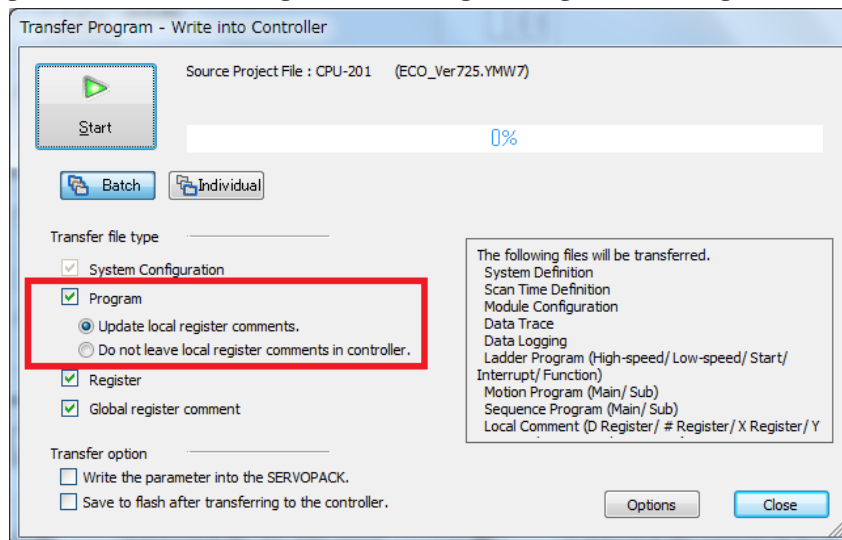 Transfer Program - Write into Controller
Source Project File : CPU-201 (ECO_Ver725.YMW7)
Start
0%
Batch
Individual
Transfer file type
System Configuration
Program
Update local register comments.
Do not leave local register comments in controller.
Register
Global register comment
The following files will be transferred.
System Definition
Scan Time Definition
Module Configuration
Data Trace
Data Logging
Ladder Program (High-speed/ Low-speed/ Start/
Interrupt/ Function)
Motion Program (Main/ Sub)
Sequence Program (Main/ Sub)
Local Comment (D Register/ # Register/ X Register/ Y
Transfer option
Write the parameter into the SERVOPACK.
Save to flash after transferring to the controller.
Options
Close